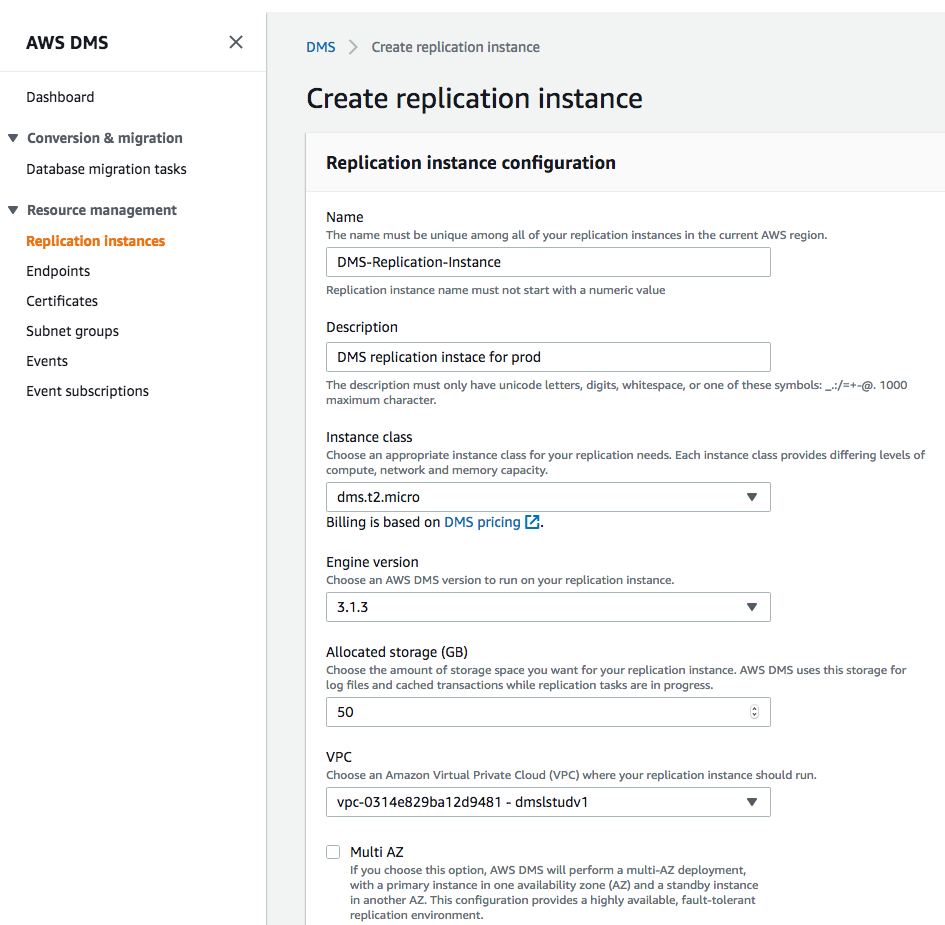 AWS DMS
Dashboard
Conversion & migration
Database migration tasks
Resource management
Replication instances
Endpoints
Certificates
Subnet groups
Events
Event subscriptions
DMS > Create replication instance
Create replication instance
Replication instance configuration
Name
The name must be unique among all of your replication instances in the current AWS region.
DMS-Replication-Instance
Replication instance name must not start with a numeric value
Description
DMS replication instace for prod
The description must only have unicode letters, digits, whitespace, or one of these symbols: _.:/=+-@. 1000
maximum character.
Instance class
Choose an appropriate instance class for your replication needs. Each instance class provides differing levels of
compute, network and memory capacity.
dms.t2.micro
Billing is based on DMS pricing.
Engine version
Choose an AWS DMS version to run on your replication instance.
3.1.3
Allocated storage (GB)
Choose the amount of storage space you want for your replication instance. AWS DMS uses this storage for
log files and cached transactions while replication tasks are in progress.
50
VPC
Choose an Amazon Virtual Private Cloud (VPC) where your replication instance should run.
vpc-0314e829ba12d9481 - dmslstudv1
Multi AZ
If you choose this option, AWS DMS will perform a multi-AZ deployment,
with a primary instance in one availability zone (AZ) and a standby instance
in another AZ. This configuration provides a highly available, fault-tolerant
replication environment.